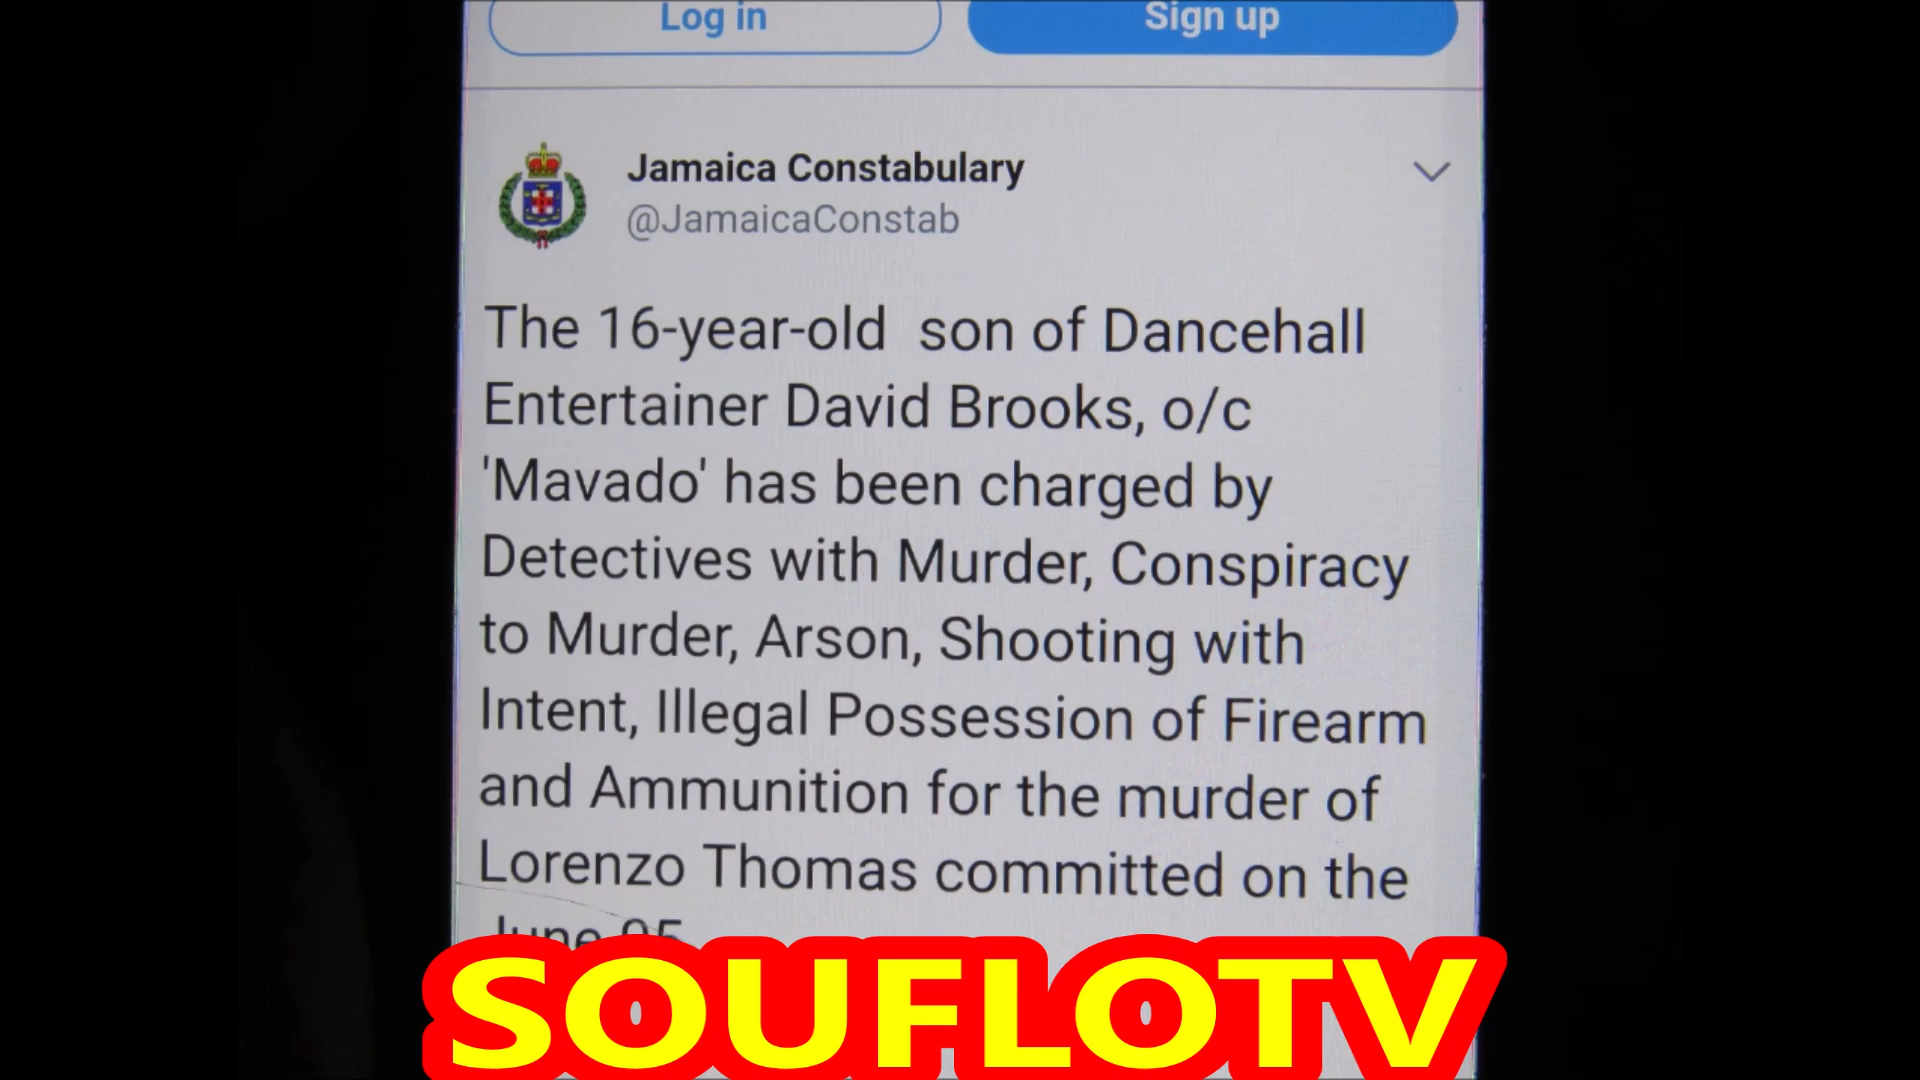 Log in
Sign up
Jamaica Constabulary
@JamaicaConstab
The 16-year-old son of Dancehall
Entertainer David Brooks, o/c
'Mavado' has been charged by
Detectives with Murder, Conspiracy
to Murder, Arson, Shooting with
Intent, Illegal Possession of Firearm
and Ammunition for the murder of
Lorenzo Thomas committed on the
June 05
SOUFLOTV